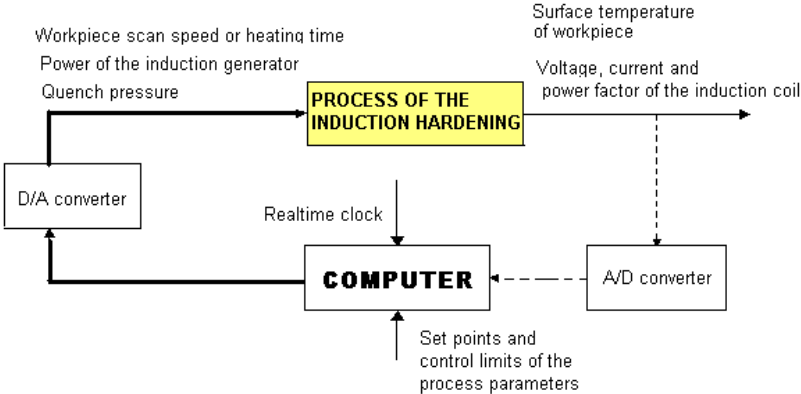 Surface temperature
of workpiece
Workpiece scan speed or heating time
Power of the induction generator
Quench pressure
Voltage, current and
power factor of the induction coil
PROCESS OF THE
INDUCTION HARDENING
D/A converter
Realtime clock
COMPUTER
A/D converter
Set points and
control limits of the
process parameters